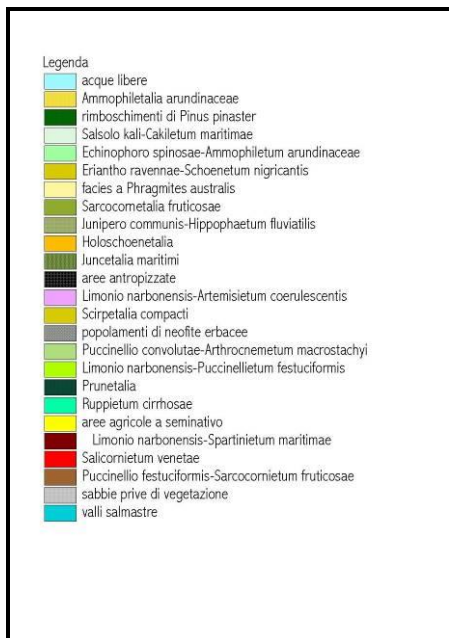 Legenda
acque libere
Ammophiletalia arundinaceae
rimboschimenti di Pinus pinaster
Salsolo kali-Cakiletum maritimae
Echinophoro spinosae-Ammophiletum arundinaceae
Eriantho ravennae-Schoenetum nigricantis
facies a Phragmites australis
Sarcocornetalia fruticosae
Junipero communis-Hippophaetum fluviatilis
Holoschoenetalia
Juncetalia maritimi
aree antropizzate
Limonio narbonensis-Artemisietum coerulescentis
Scirpetalia compacti
popolamenti di neofite erbacee
Puccinellio convolutae-Arthrocnemetum macrostachyi
Limonio narbonensis-Puccinellietum festuciformis
Prunetalia
Ruppietum cirrhosae
aree agricole a seminativo
Limonio narbonensis-Spartinietum maritimae
Salicornietum venetae
Puccinellio festuciformis-Sarcocornietum fruticosae
sabbie prive di vegetazione
valli salmastre